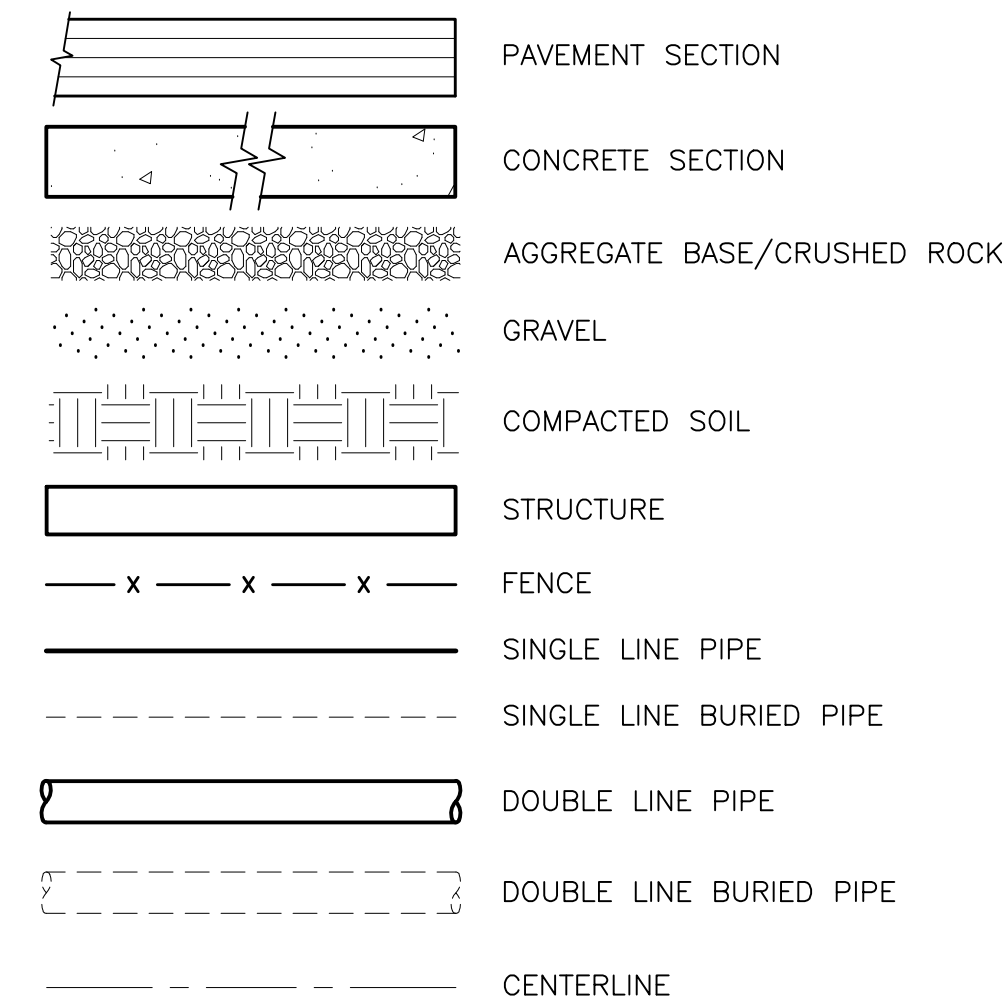 PAVEMENT SECTION
CONCRETE SECTION
AGGREGATE BASE/CRUSHED ROCK
GRAVEL
COMPACTED SOIL
STRUCTURE
X X X FENCE
SINGLE LINE PIPE
SINGLE LINE BURIED PIPE
DOUBLE LINE PIPE
DOUBLE LINE BURIED PIPE
CENTERLINE